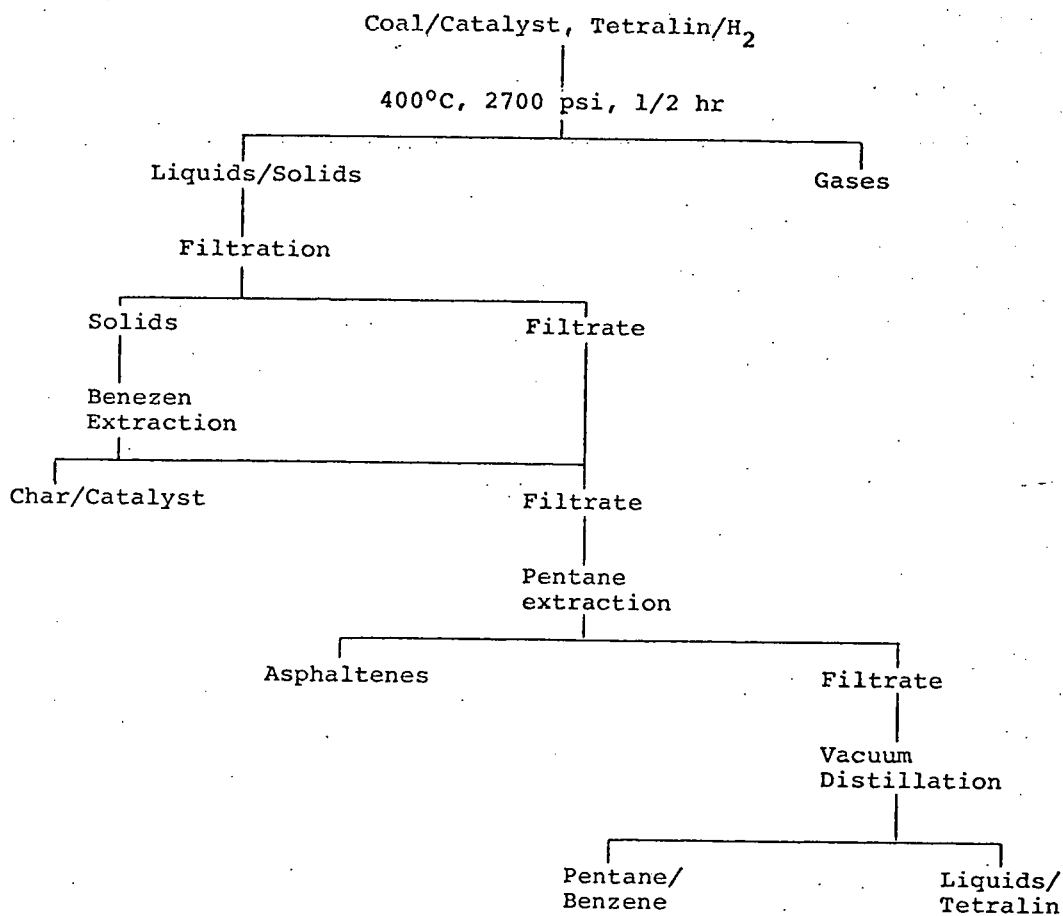 Coal/Catalyst, Tetralin/H2
400°C, 2700 psi, 1/2 hr
Liquids/Solids
Gases
Filtration
Solids
Filtrate
Benezen
Extraction
Char/Catalyst
Filtrate
Pentane
extraction
Asphaltenes
Filtrate
Vacuum
Distillation
Pentane/
Benzene
Liquids/
Tetralin